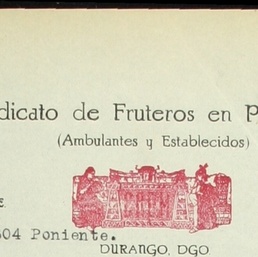 dicato de Fruteros en P
(Ambulantes y Establecidos)
E.
604 Poniente.
DURANGO, DGO